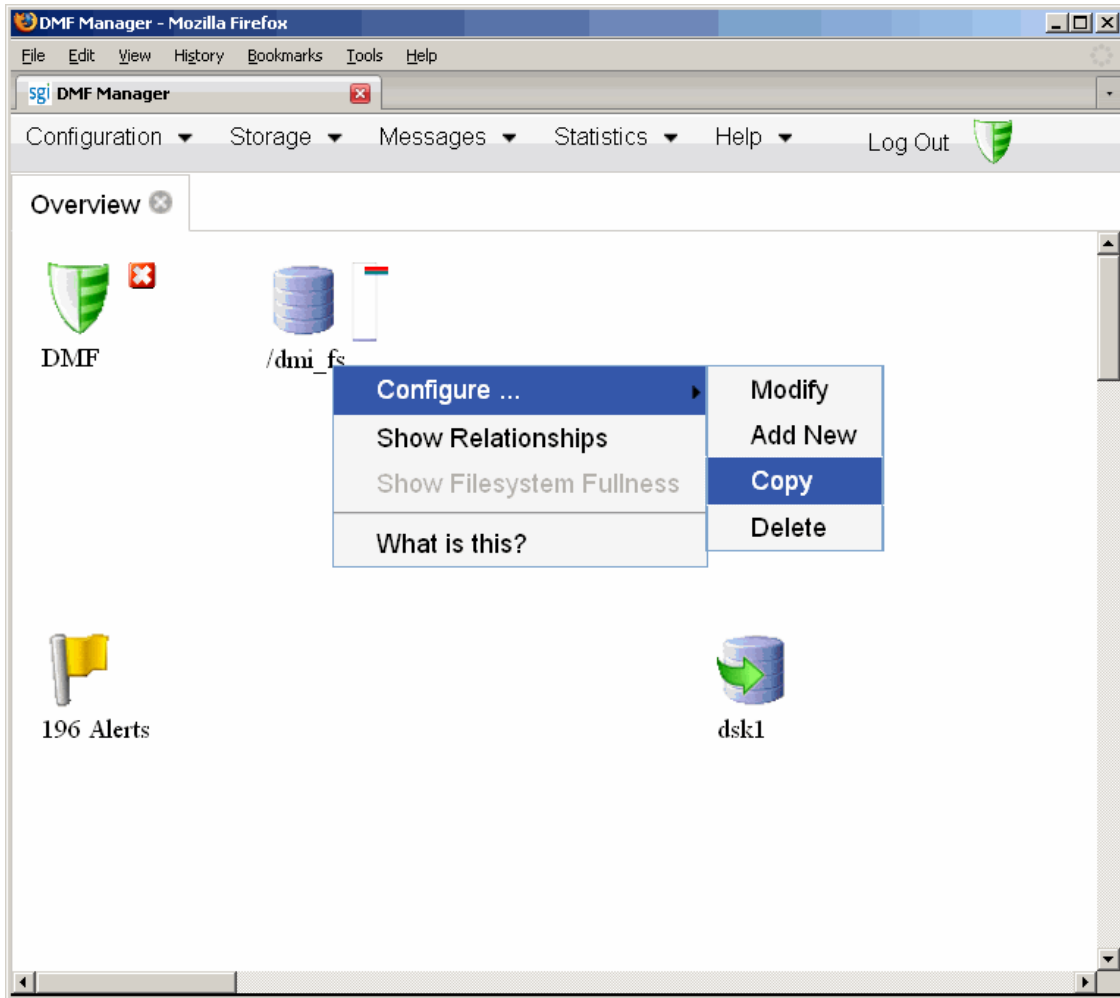 DMF Manager - Mozilla Firefox
File Edit View History Bookmarks Tools Help
sgi DMF Manager
Configuration Storage Messages Statistics Help Log Out
Overview
DMF /dmi_fs
Configure ... Modify
Show Relationships Add New
Show Filesystem Fullness Copy
What is this? Delete
196 Alerts dsk1